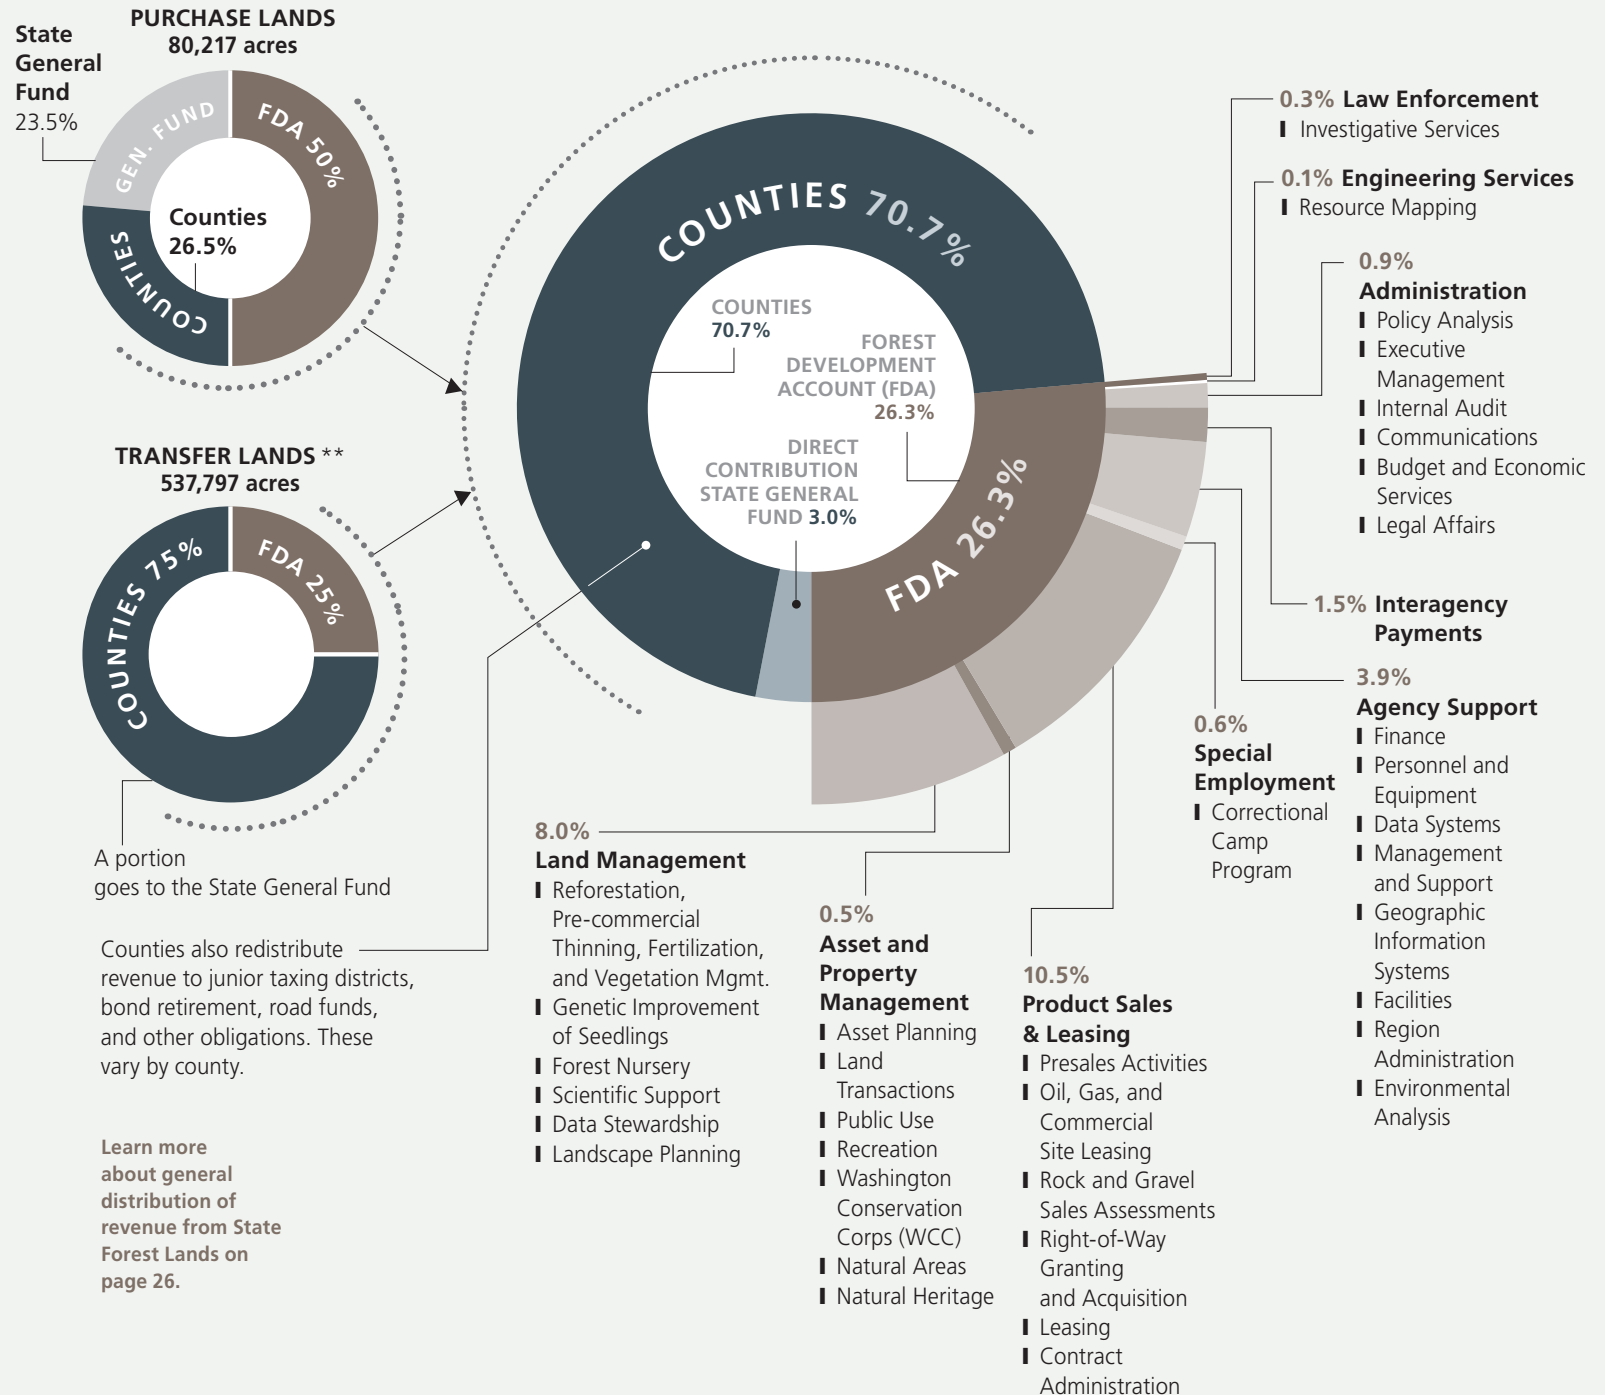 PURCHASE LANDS
80,217 acres
State
General
Fund
23.5%
GEN. FUND
FDA 50%
COUNTIES
Counties
26.5%
TRANSFER LANDS **
537,797 acres
COUNTIES 75%
FDA 25%
A portion
goes to the State General Fund
Counties also redistribute
revenue to junior taxing districts,
bond retirement, road funds,
and other obligations. These
vary by county.
Learn more
about general
distribution of
revenue from State
Forest Lands on
page 26.
COUNTIES 70.7%
COUNTIES
70.7%
FOREST
DEVELOPMENT
ACCOUNT (FDA)
26.3%
DIRECT
CONTRIBUTION
STATE GENERAL
FUND 3.0%
FDA 26.3%
0.3% Law Enforcement
Investigative Services
0.1% Engineering Services
Resource Mapping
0.9%
Administration
Policy Analysis
Executive
Management
Internal Audit
Communications
Budget and Economic
Services
Legal Affairs
1.5% Interagency
Payments
3.9%
Agency Support
Finance
Personnel and
Equipment
Data Systems
Management
and Support
Geographic
Information
Systems
Facilities
Region
Administration
Environmental
Analysis
0.6%
Special
Employment
Correctional
Camp
Program
10.5%
Product Sales
& Leasing
Presales Activities
Oil, Gas, and
Commercial
Site Leasing
Rock and Gravel
Sales Assessments
Right-of-Way
Granting
and Acquisition
Leasing
Contract
Administration
0.5%
Asset and
Property
Management
Asset Planning
Land
Transactions
Public Use
Recreation
Washington
Conservation
Corps (WCC)
Natural Areas
Natural Heritage
8.0%
Land Management
Reforestation,
Pre-commercial
Thinning, Fertilization,
and Vegetation Mgmt.
Genetic Improvement
of Seedlings
Forest Nursery
Scientific Support
Data Stewardship
Landscape Planning